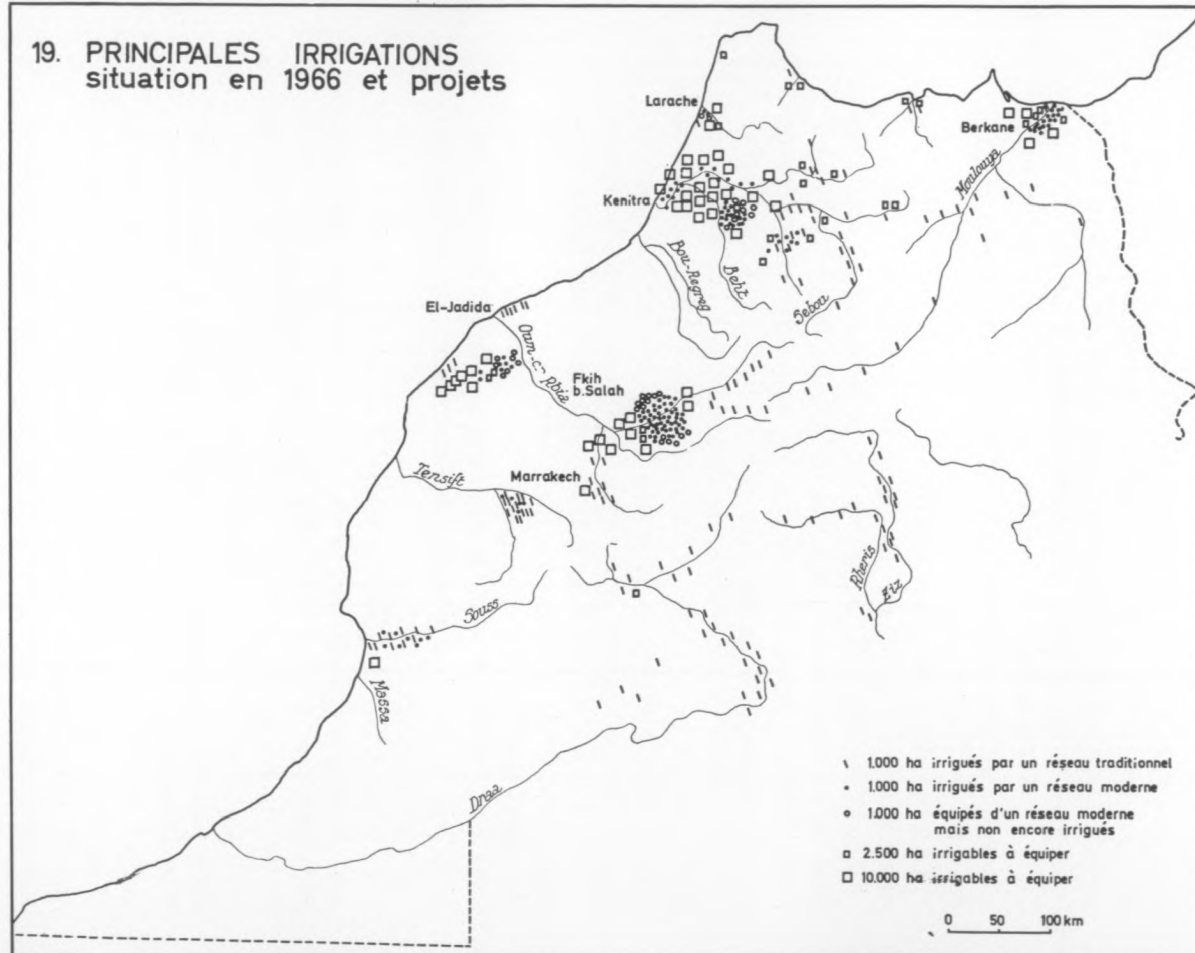 19. PRINCIPALES IRRIGATIONS
situation en 1966 et projets
Larache
Berkane
Moulouya
Kenitra
Bou-Regreg
Beht
Sebou
El-Jadida
Oum-er Rbia
Fkih
b.Salah
Tensift
Marrakech
Rheris
Ziz
Souss
Massa
Draa
1.000 ha irrigués par un réseau traditionnel
1.000 ha irrigués par un réseau moderne
1.000 ha équipés d'un réseau moderne
mais non encore irrigués
2.500 ha irrigables à équiper
10.000 ha irrigables à équiper
0 50 100 km